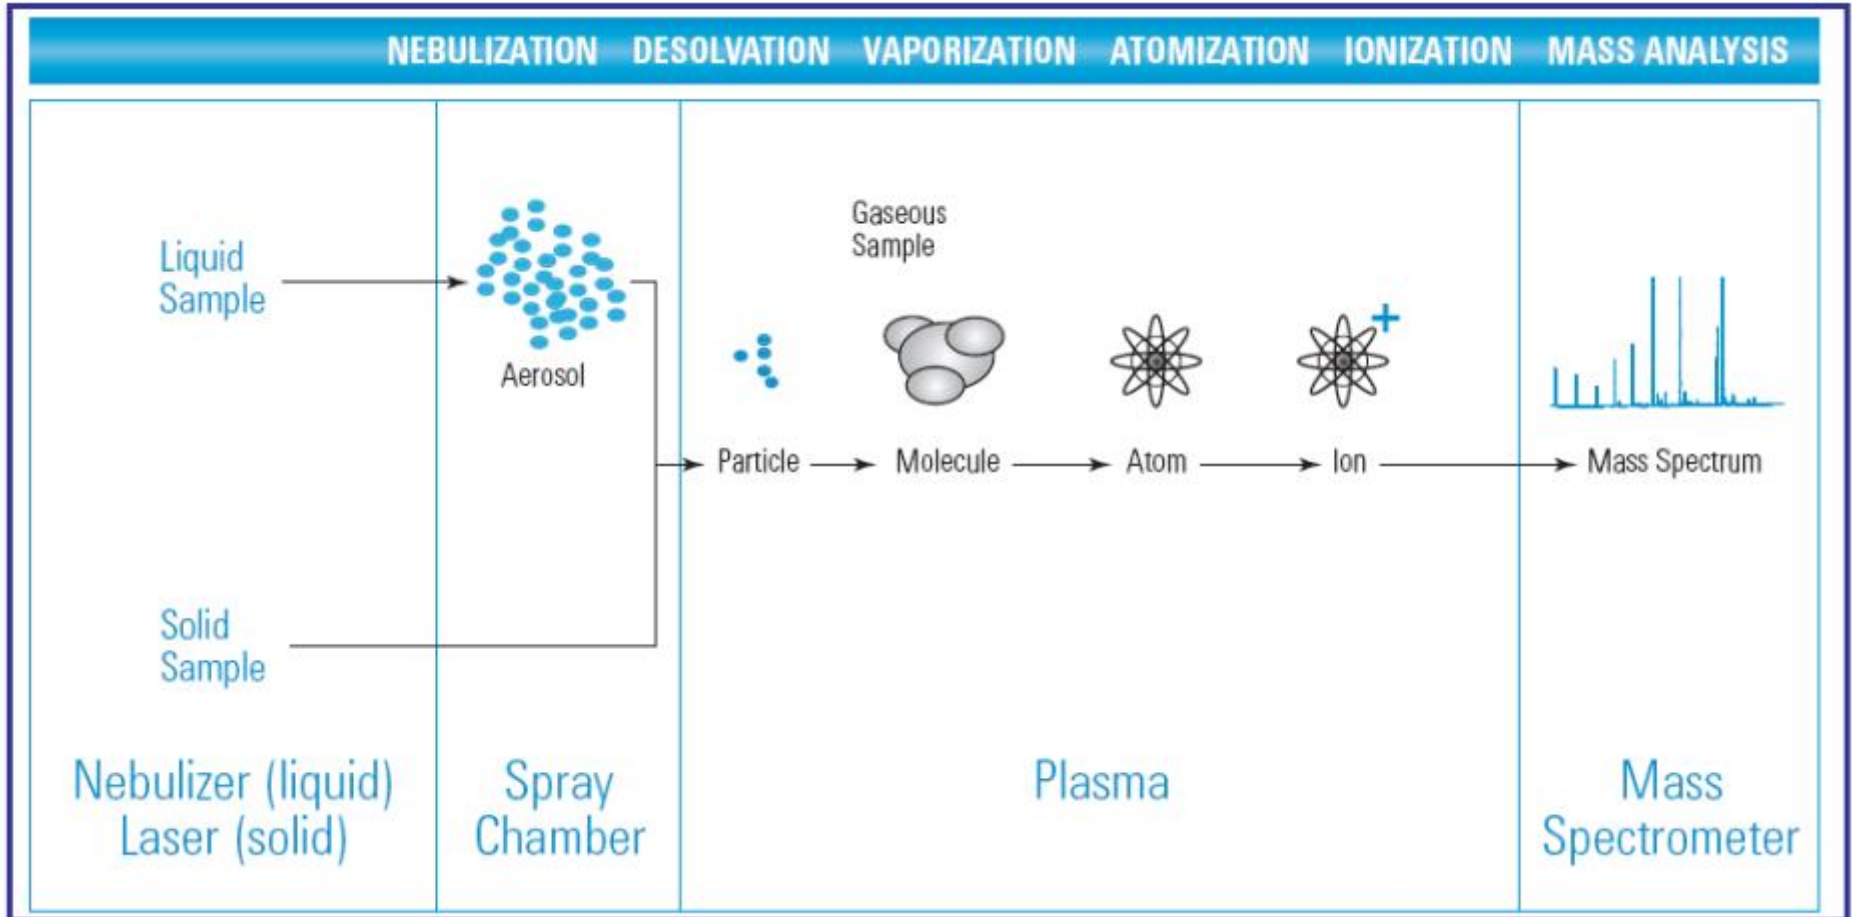 NEBULIZATION DESOLVATION VAPORIZATION ATOMIZATION IONIZATION MASS ANALYSIS
Liquid
Sample
Aerosol
Gaseous
Sample
Particle
Molecule
Atom
Ion
+
Mass Spectrum
Solid
Sample
Nebulizer (liquid)
Laser (solid)
Spray
Chamber
Plasma
Mass
Spectrometer